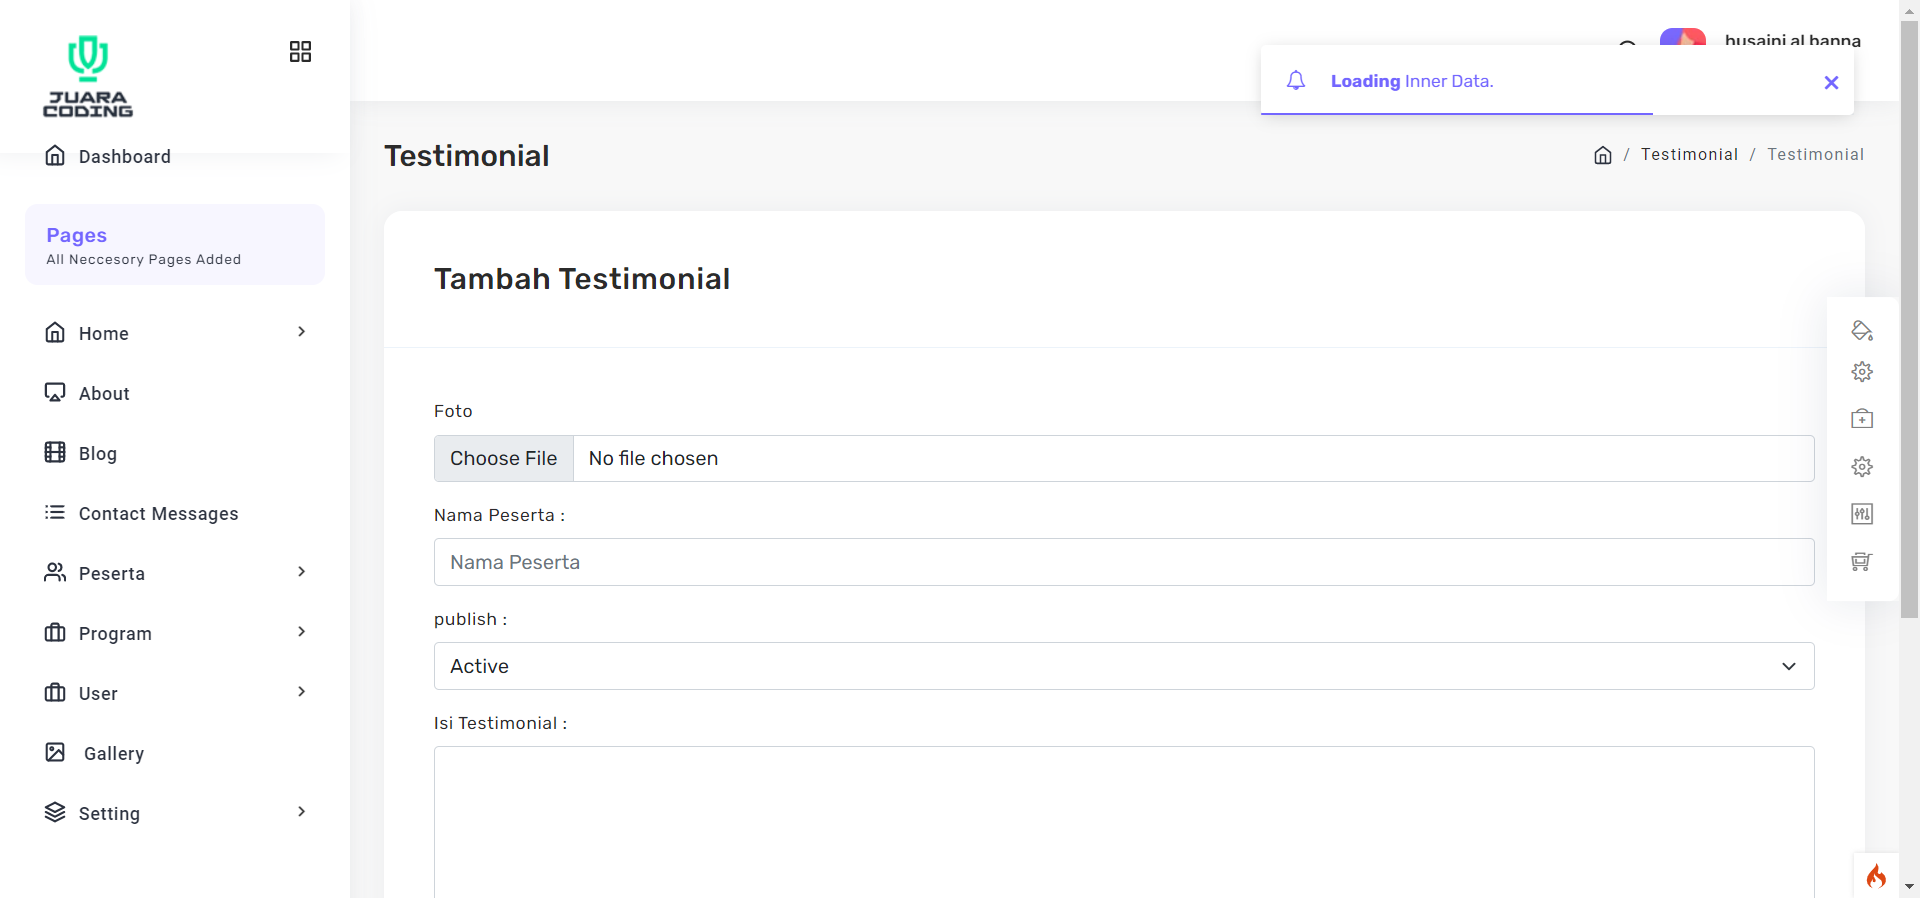 JUARA
CODING
Dashboard
Pages
All Neccesory Pages Added
Home
About
Blog
Contact Messages
Peserta
Program
User
Gallery
Setting
husaini al banna
Loading Inner Data.
Testimonial
/ Testimonial / Testimonial
Tambah Testimonial
Foto
Choose File No file chosen
Nama Peserta :
Nama Peserta
publish :
Active
Isi Testimonial :